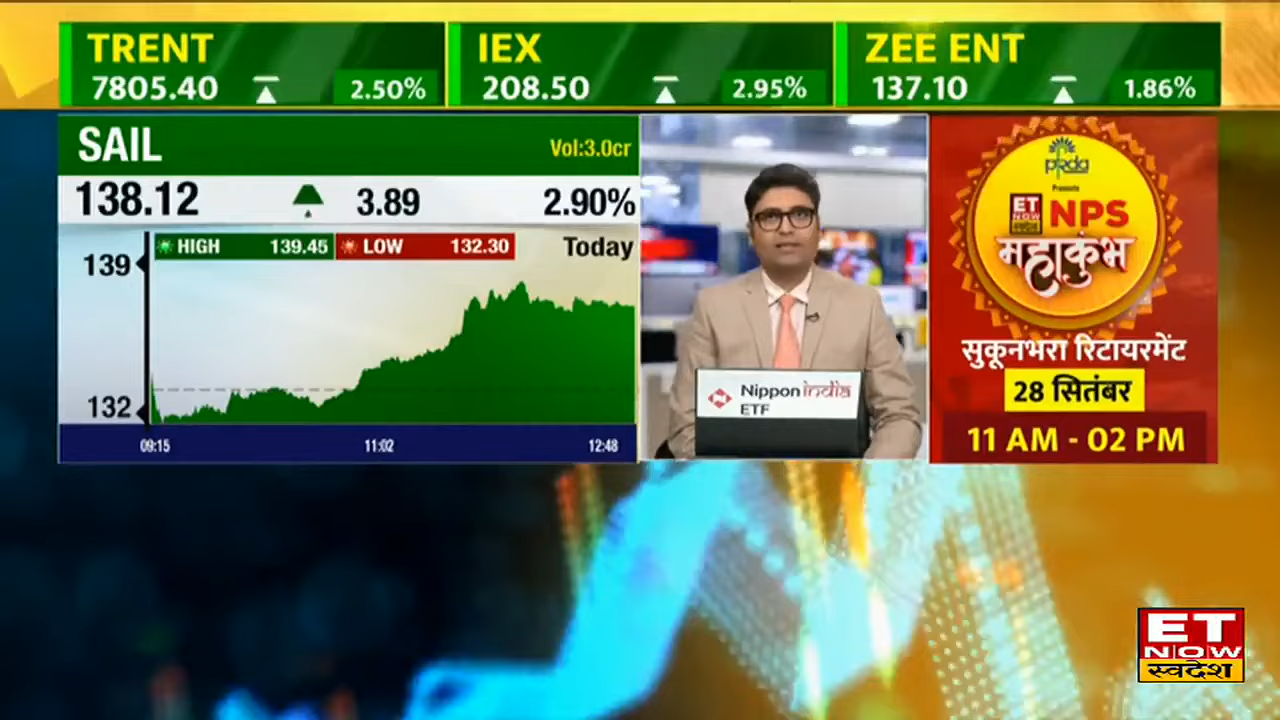 TRENT
7805.40 2.50%
IEX
208.50 2.95%
ZEE ENT
137.10 1.86%
SAIL
Vol:3.0cr
138.12 3.89 2.90%
HIGH 139.45 LOW 132.30 Today
139
132
09:15 11:02 12:48
Nippon india
ETF
pfrda
Presents
ET
NOW
NPS
महाकुंभ
सुकूनभरा रिटायरमेंट
28 सितंबर
11 AM - 02 PM
ET
NOW
स्वदेश